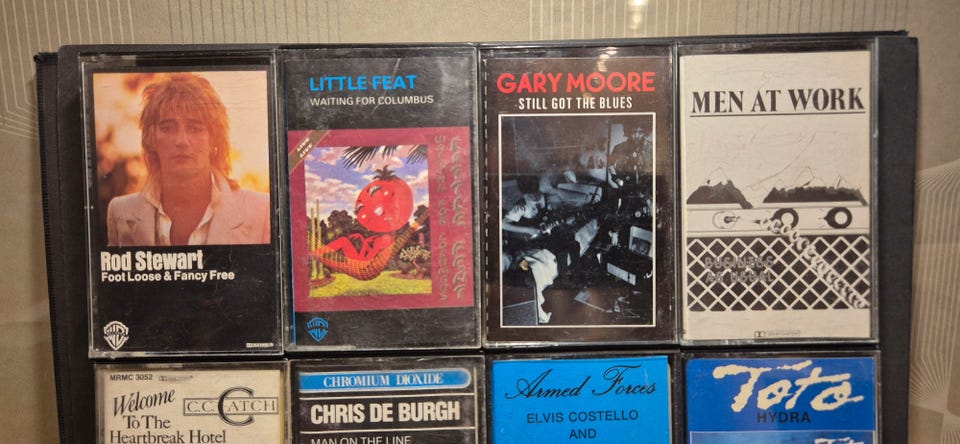 Rod Stewart
Foot Loose & Fancy Free
LITTLE FEAT
WAITING FOR COLUMBUS
LIVE
LIVE
GARY MOORE
STILL GOT THE BLUES
MEN AT WORK
BUSINESS
AS USUAL
MRMC 3052
Welcome
To The
Heartbreak Hotel
C.C.CATCH
CHROMIUM DIOXIDE
CHRIS DE BURGH
MAN ON THE LINE
Armed Forces
ELVIS COSTELLO
AND
Toto
HYDRA